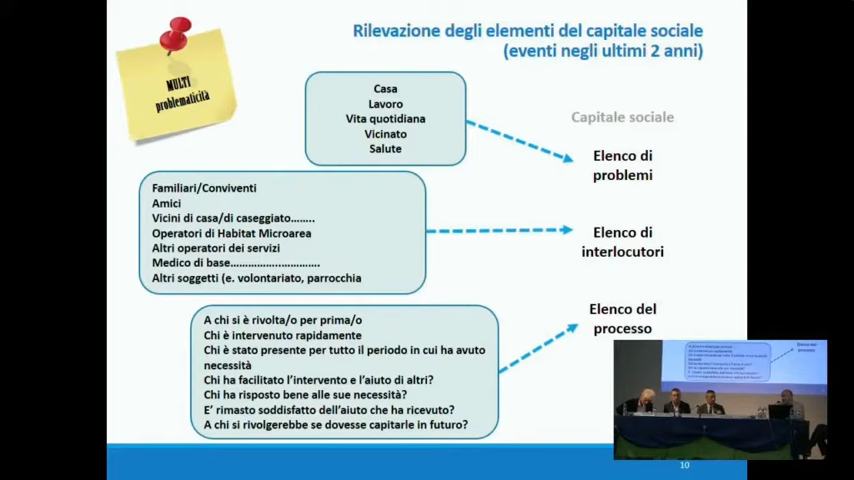 Rilevazione degli elementi del capitale sociale
(eventi negli ultimi 2 anni)
MULTI
problematicità
Casa
Lavoro
Vita quotidiana
Vicinato
Salute
Capitale sociale
Elenco di
problemi
Familiari/Conviventi
Amici
Vicini di casa/di caseggiato……..
Operatori di Habitat Microarea
Altri operatori dei servizi
Medico di base……………..………….
Altri soggetti (e. volontariato, parrocchia
Elenco di
interlocutori
A chi si è rivolta/o per prima/o
Chi è intervenuto rapidamente
Chi è stato presente per tutto il periodo in cui ha avuto
necessità
Chi ha facilitato l'intervento e l'aiuto di altri?
Chi ha risposto bene alle sue necessità?
E' rimasto soddisfatto dell'aiuto che ha ricevuto?
A chi si rivolgerebbe se dovesse capitarle in futuro?
Elenco del
processo
Elenco del
processo
10